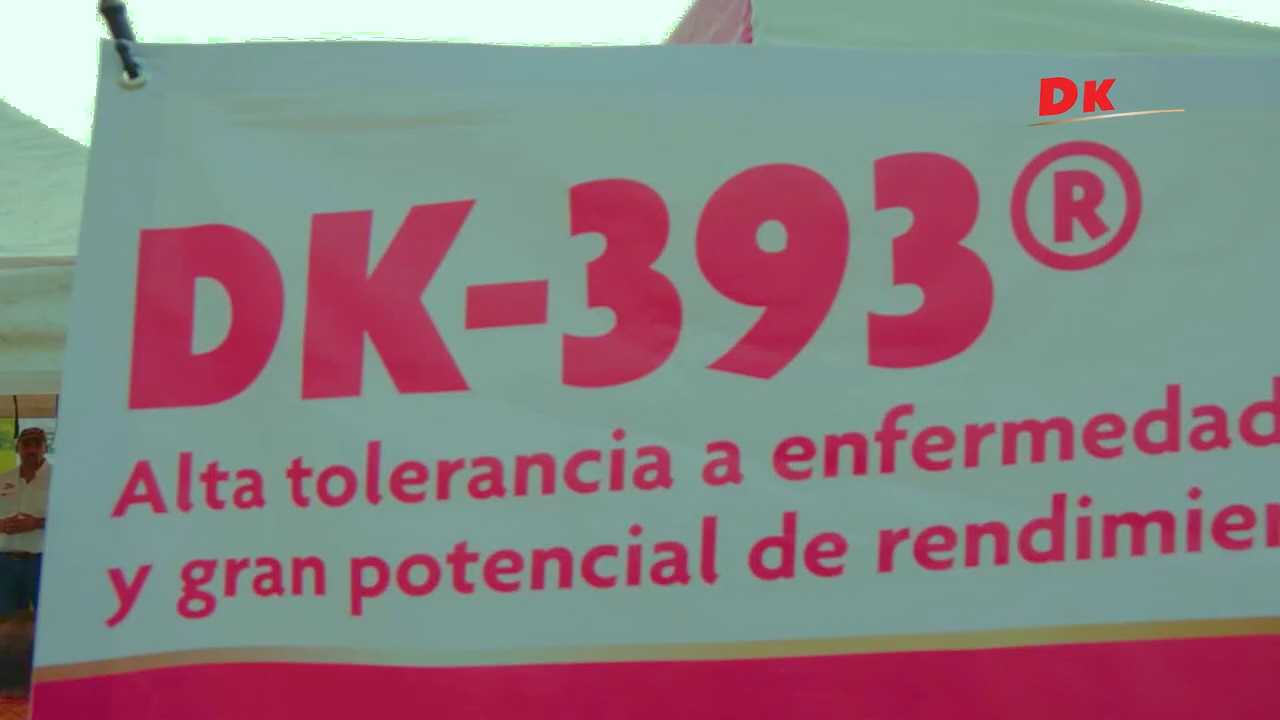 DK
DK-393®
Alta tolerancia a enfermedad
y gran potencial de rendimien